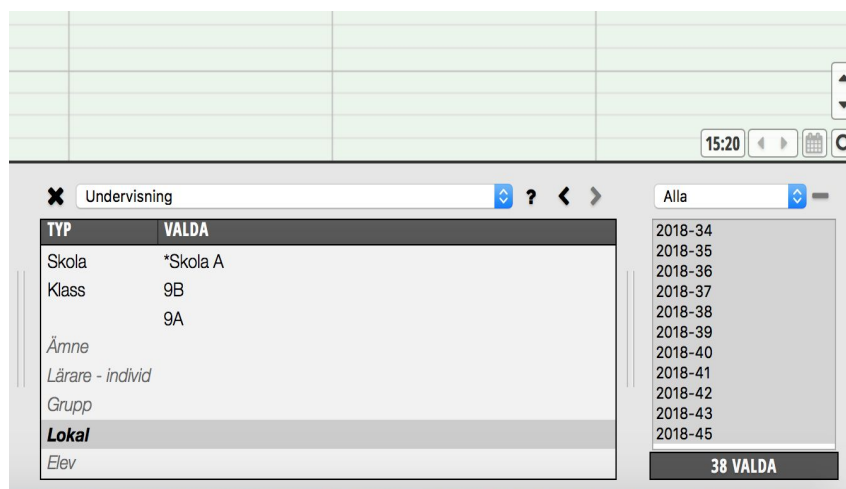 15:20
Undervisning
?
Alla
TYP VALDA
Skola *Skola A
Klass 9B
9A
Ämne
Lärare - individ
Grupp
Lokal
Elev
2018-34
2018-35
2018-36
2018-37
2018-38
2018-39
2018-40
2018-41
2018-42
2018-43
2018-45
38 VALDA